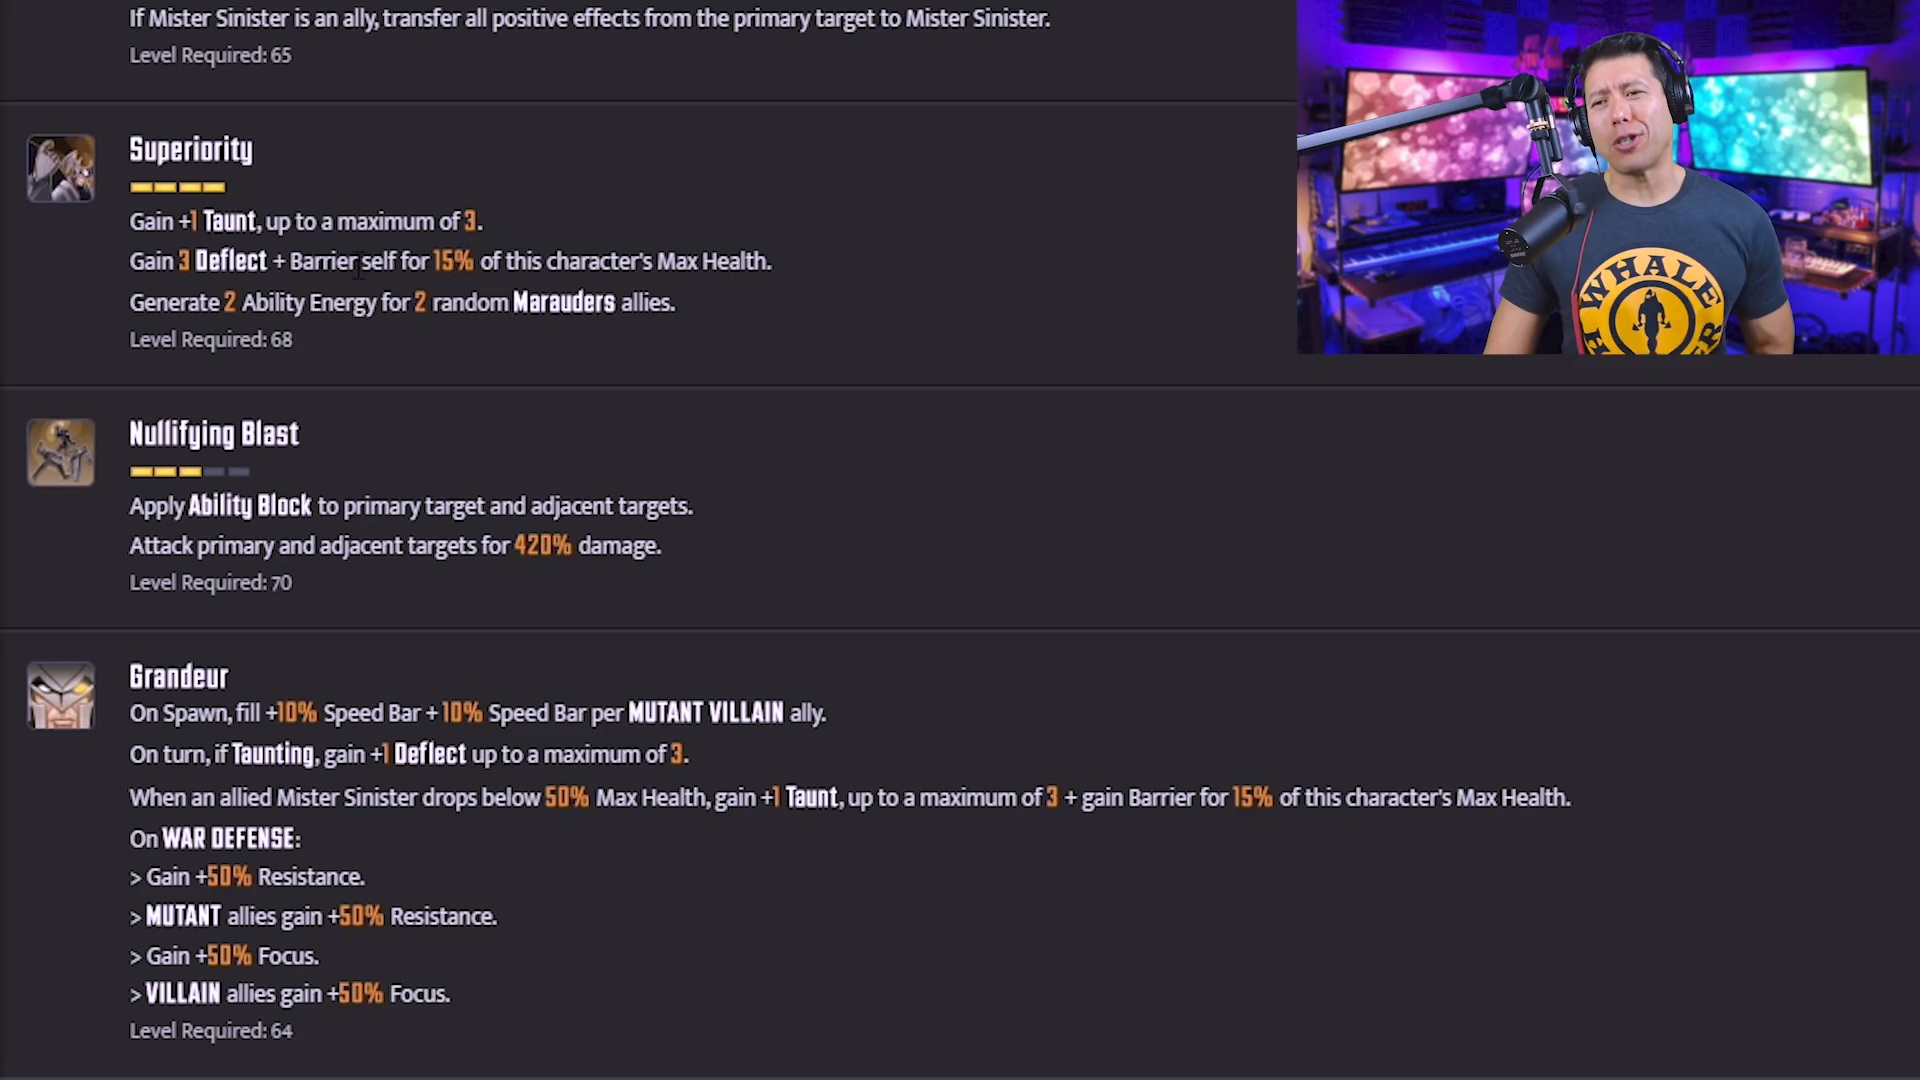 If Mister Sinister is an ally, transfer all positive effects from the primary target to Mister Sinister.
Level Required: 65
Superiority
Gain +1 Taunt, up to a maximum of 3.
Gain 3 Deflect + Barrier self for 15% of this character's Max Health.
Generate 2 Ability Energy for 2 random Marauders allies.
Level Required: 68
WHALE
Nullifying Blast
Apply Ability Block to primary target and adjacent targets.
Attack primary and adjacent targets for 420% damage.
Level Required: 70
Grandeur
On Spawn, fill +10% Speed Bar + 10% Speed Bar per MUTANT VILLAIN ally.
On turn, if Taunting, gain +1 Deflect up to a maximum of 3.
When an allied Mister Sinister drops below 50% Max Health, gain +1 Taunt, up to a maximum of 3 + gain Barrier for 15% of this character's Max Health.
On WAR DEFENSE:
> Gain +50% Resistance.
> MUTANT allies gain +50% Resistance.
> Gain +50% Focus.
> VILLAIN allies gain +50% Focus.
Level Required: 64